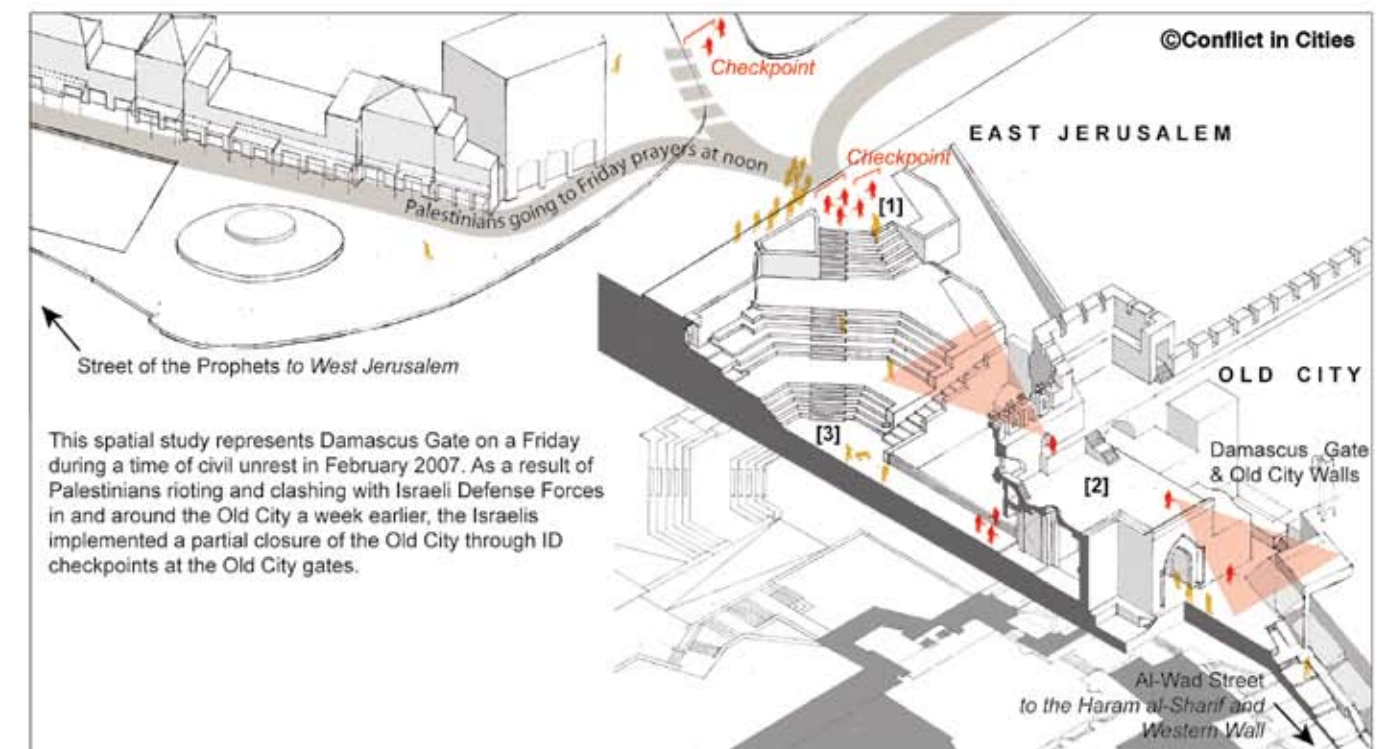 ©Conflict in Cities
Checkpoint
EAST JERUSALEM
Checkpoint
Palestinians going to Friday prayers at noon
[1]
Street of the Prophets to West Jerusalem
OLD CITY
[3]
Damascus Gate
& Old City Walls
[2]
This spatial study represents Damascus Gate on a Friday
during a time of civil unrest in February 2007. As a result of
Palestinians rioting and clashing with Israeli Defense Forces
in and around the Old City a week earlier, the Israelis
implemented a partial closure of the Old City through ID
checkpoints at the Old City gates.
Al-Wad Street
to the Haram al-Sharif and
Western Wall